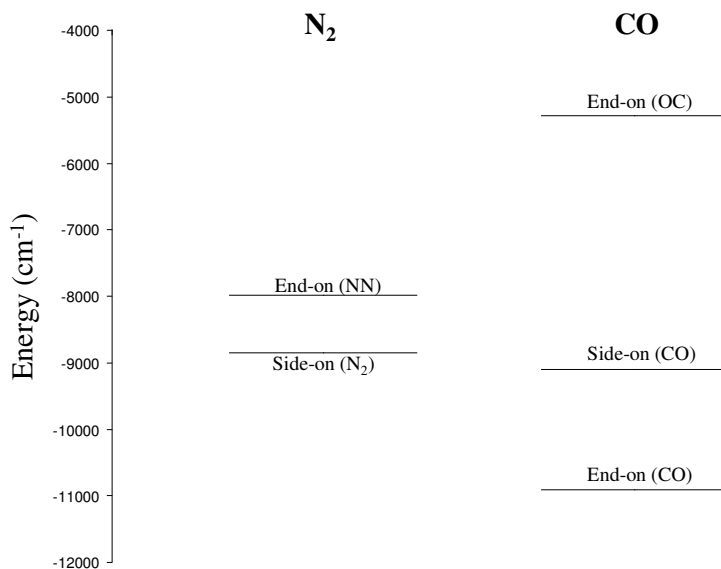 N₂
CO
-4000
-5000
-6000
-7000
-8000
-9000
-10000
-11000
-12000
Energy (cm⁻¹)
End-on (OC)
End-on (NN)
Side-on (N₂)
Side-on (CO)
End-on (CO)